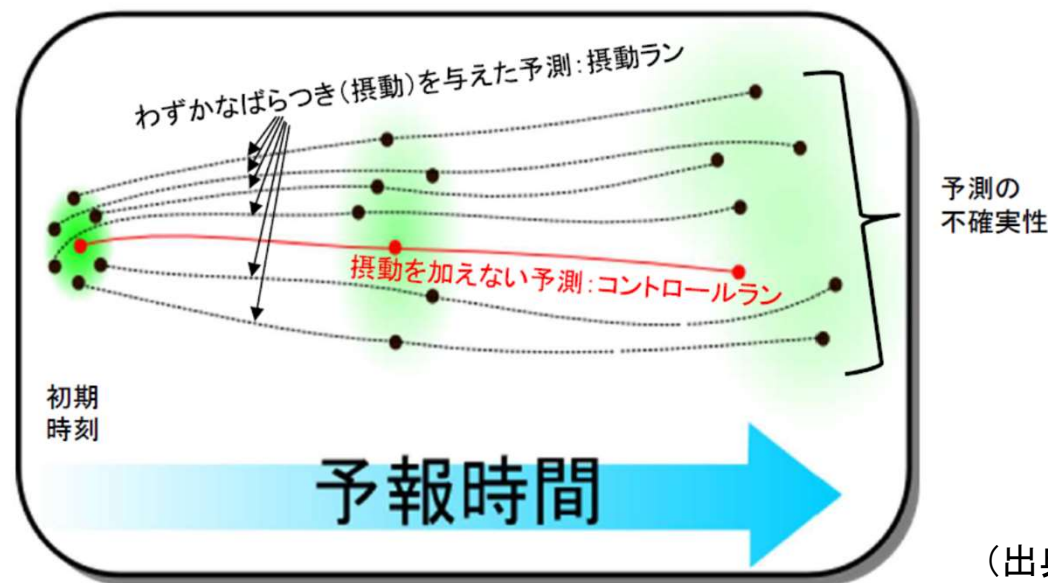 わずかなばらつき(摂動)を与えた予測：摂動ラン
予測の
不確実性
摂動を加えない予測：コントロールラン
初期
時刻
予報時間
（出典